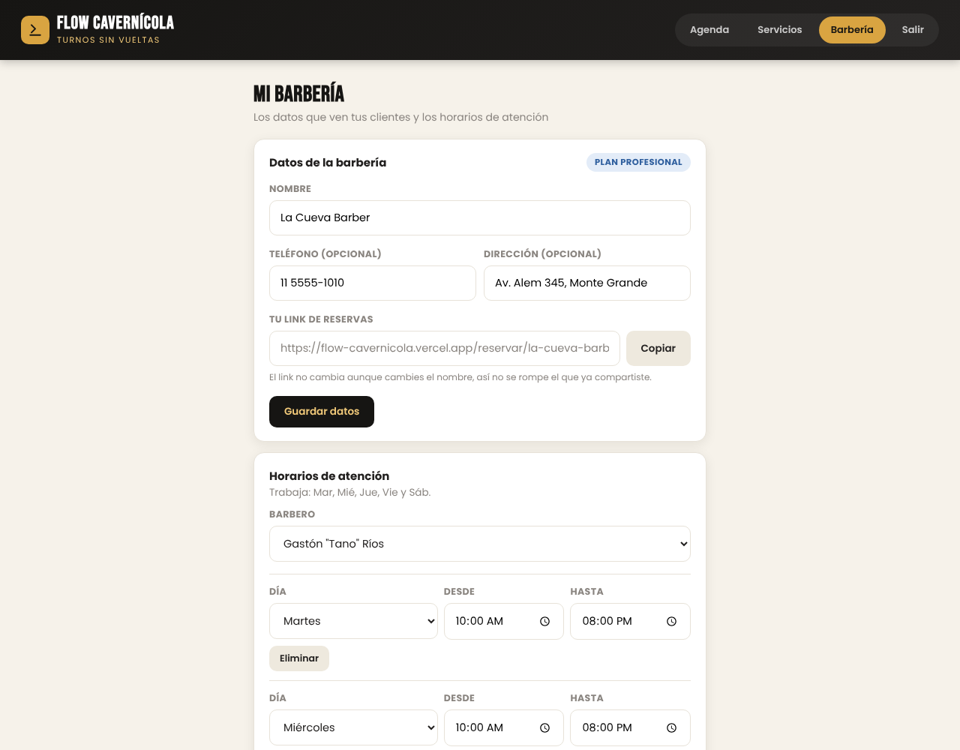 FLOW CAVERNÍCOLA
TURNOS SIN VUELTAS
Agenda
Servicios
Barbería
Salir
MI BARBERÍA
Los datos que ven tus clientes y los horarios de atención
Datos de la barbería
PLAN PROFESIONAL
NOMBRE
La Cueva Barber
TELÉFONO (OPCIONAL)
DIRECCIÓN (OPCIONAL)
11 5555-1010
Av. Alem 345, Monte Grande
TU LINK DE RESERVAS
https://flow-cavernicola.vercel.app/reservar/la-cueva-barb
Copiar
El link no cambia aunque cambies el nombre, así no se rompe el que ya compartiste.
Guardar datos
Horarios de atención
Trabaja: Mar, Mié, Jue, Vie y Sáb.
BARBERO
Gastón "Tano" Ríos
DÍA
DESDE
HASTA
Martes
10:00 AM
08:00 PM
Eliminar
DÍA
DESDE
HASTA
Miércoles
10:00 AM
08:00 PM